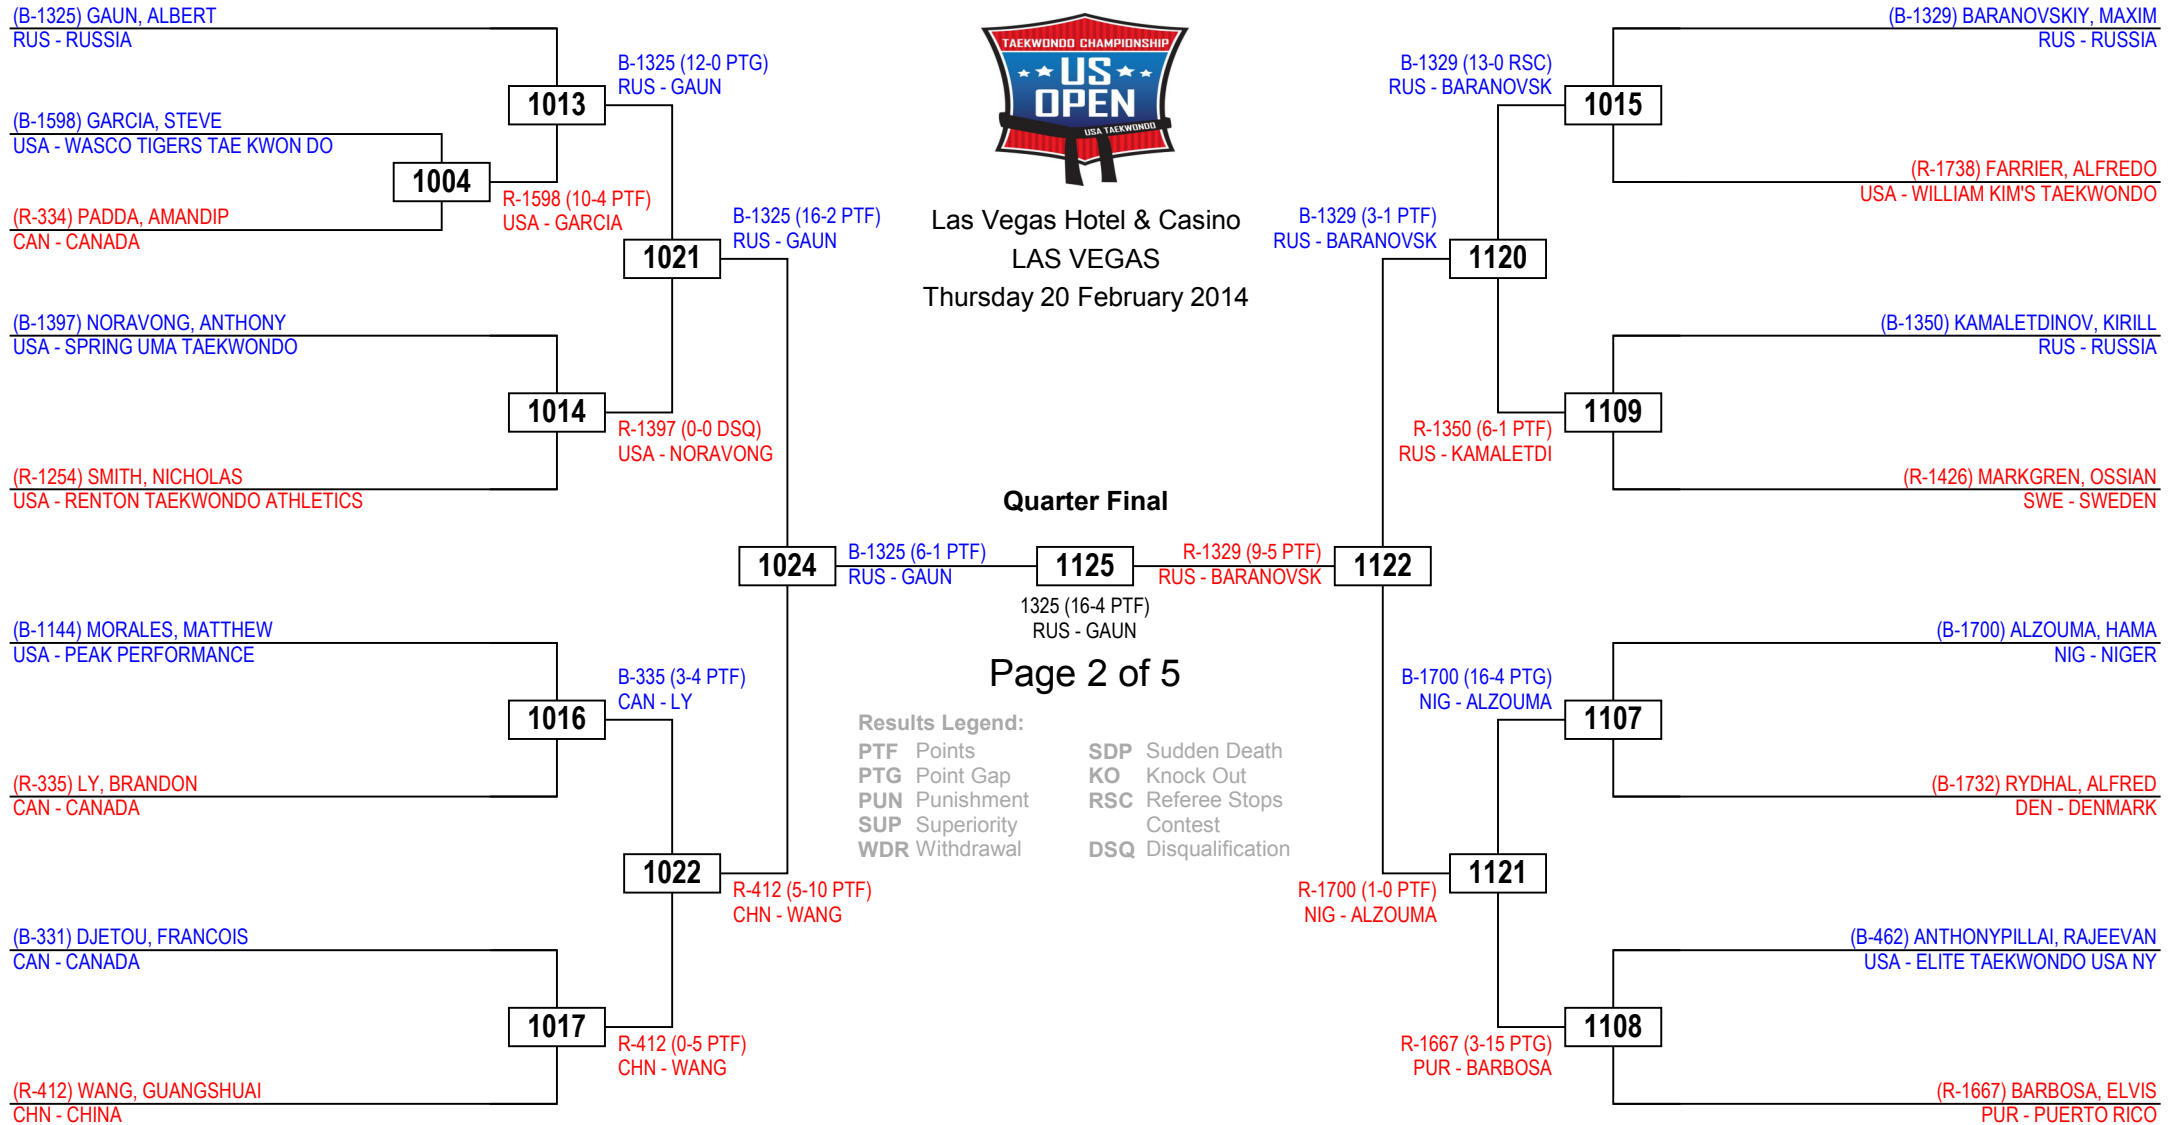 (B-1325) GAUN, ALBERT
RUS - RUSSIA
B-1325 (12-0 PTG)
RUS - GAUN
1013
(B-1598) GARCIA, STEVE
USA - WASCO TIGERS TAE KWON DO
1004
R-1598 (10-4 PTF)
USA - GARCIA
(R-334) PADDA, AMANDIP
CAN - CANADA
B-1325 (16-2 PTF)
RUS - GAUN
1021
(B-1397) NORAVONG, ANTHONY
USA - SPRING UMA TAEKWONDO
1014
R-1397 (0-0 DSQ)
USA - NORAVONG
(R-1254) SMITH, NICHOLAS
USA - RENTON TAEKWONDO ATHLETICS
1024
B-1325 (6-1 PTF)
RUS - GAUN
(B-1144) MORALES, MATTHEW
USA - PEAK PERFORMANCE
B-335 (3-4 PTF)
CAN - LY
1016
(R-335) LY, BRANDON
CAN - CANADA
1022
R-412 (5-10 PTF)
CHN - WANG
(B-331) DJETOU, FRANCOIS
CAN - CANADA
1017
R-412 (0-5 PTF)
CHN - WANG
(R-412) WANG, GUANGSHUAI
CHN - CHINA
TAEKWONDO CHAMPIONSHIP
US
OPEN
USA TAEKWONDO
Las Vegas Hotel & Casino
LAS VEGAS
Thursday 20 February 2014
Quarter Final
1125
1325 (16-4 PTF)
RUS - GAUN
Page 2 of 5
Results Legend:
PTF Points SDP Sudden Death
PTG Point Gap KO Knock Out
PUN Punishment RSC Referee Stops
SUP Superiority Contest
WDR Withdrawal DSQ Disqualification
(B-1329) BARANOVSKIY, MAXIM
RUS - RUSSIA
B-1329 (13-0 RSC)
RUS - BARANOVSK
1015
(R-1738) FARRIER, ALFREDO
USA - WILLIAM KIM'S TAEKWONDO
B-1329 (3-1 PTF)
RUS - BARANOVSK
1120
(B-1350) KAMALETDINOV, KIRILL
RUS - RUSSIA
1109
R-1350 (6-1 PTF)
RUS - KAMALETDI
(R-1426) MARKGREN, OSSIAN
SWE - SWEDEN
R-1329 (9-5 PTF)
RUS - BARANOVSK
1122
(B-1700) ALZOUMA, HAMA
NIG - NIGER
B-1700 (16-4 PTG)
NIG - ALZOUMA
1107
(B-1732) RYDHAL, ALFRED
DEN - DENMARK
1121
R-1700 (1-0 PTF)
NIG - ALZOUMA
(B-462) ANTHONYPILLAI, RAJEEVAN
USA - ELITE TAEKWONDO USA NY
1108
R-1667 (3-15 PTG)
PUR - BARBOSA
(R-1667) BARBOSA, ELVIS
PUR - PUERTO RICO